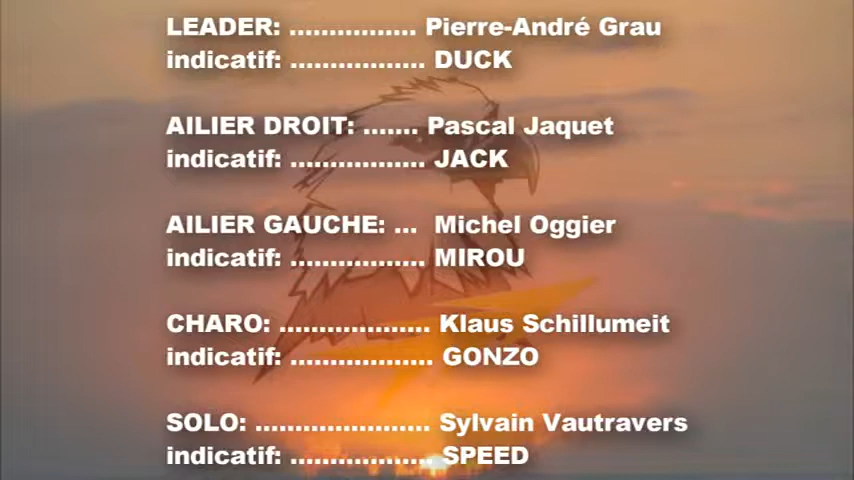 LEADER: ................ Pierre-André Grau
indicatif: ................. DUCK
AILIER DROIT: ....... Pascal Jaquet
indicatif: ................. JACK
AILIER GAUCHE: ... Michel Oggier
indicatif: ................. MIROU
CHARO: ................... Klaus Schillumeit
indicatif: .................. GONZO
SOLO: ...................... Sylvain Vautravers
indicatif: .................. SPEED